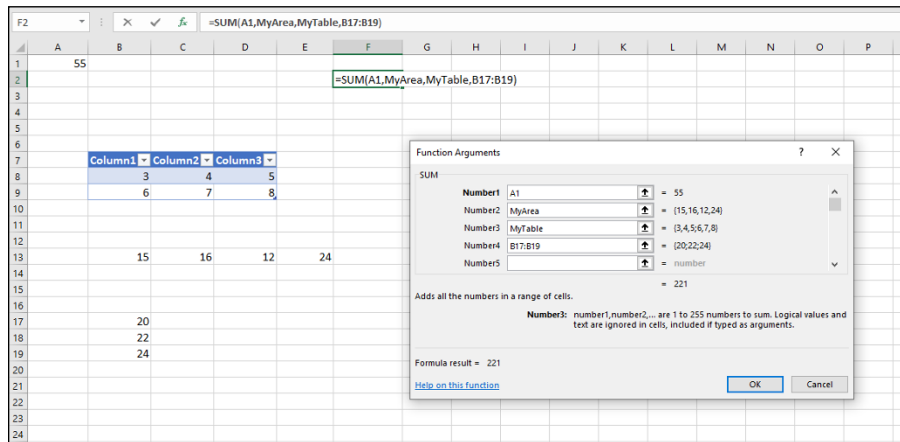 F2 =SUM(A1,MyArea,MyTable,B17:B19)
A B C D E F G H I J K L M N O P
1 55
2 =SUM(A1,MyArea,MyTable,B17:B19)
3
4
5
6
7 Column1 Column2 Column3
8 3 4 5
9 6 7 8
10
11
12
13 15 16 12 24
14
15
16
17 20
18 22
19 24
20
21
22
23
24
Function Arguments ? ×
SUM
Number1 A1 = 55
Number2 MyArea = {15,16,12,24}
Number3 MyTable = {3,4,5;6,7,8}
Number4 B17:B19 = {20;22;24}
Number5 = number
= 221
Adds all the numbers in a range of cells.
Number3: number1,number2,... are 1 to 255 numbers to sum. Logical values and
text are ignored in cells, included if typed as arguments.
Formula result = 221
Help on this function OK Cancel